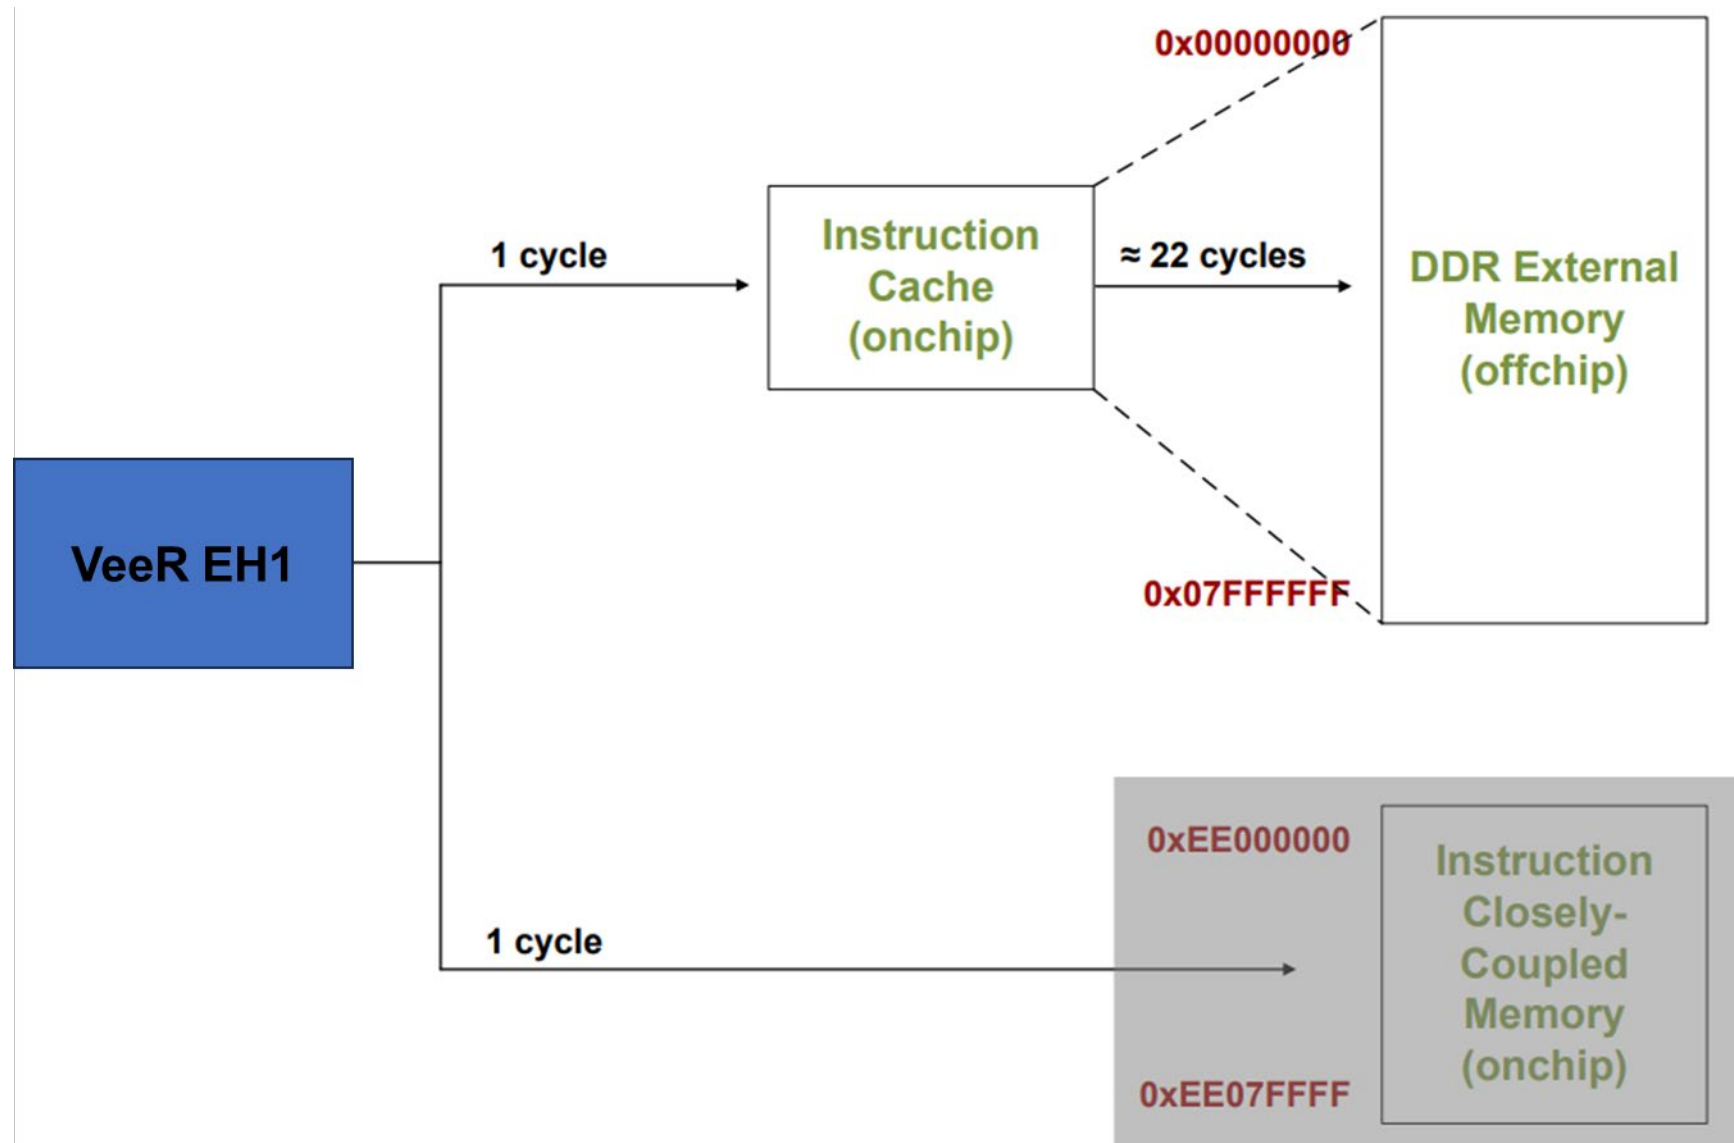 0x00000000
1 cycle
Instruction
Cache
(onchip)
≈ 22 cycles
DDR External
Memory
(offchip)
VeeR EH1
0x07FFFFFF
0xEE000000
Instruction
Closely-
Coupled
Memory
(onchip)
1 cycle
0xEE07FFFF